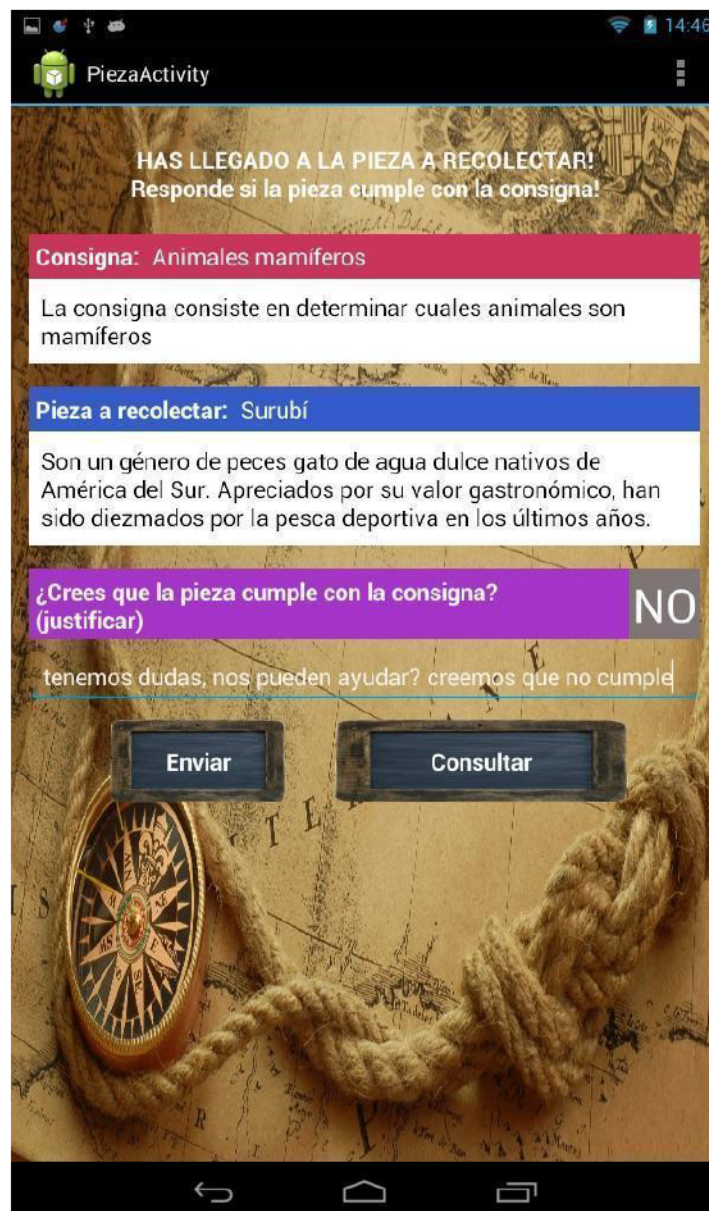 14:46
PiezaActivity
HAS LLEGADO A LA PIEZA A RECOLECTAR!
Responde si la pieza cumple con la consigna!
Consigna: Animales mamíferos
La consigna consiste en determinar cuales animales son
mamíferos
Pieza a recolectar: Surubí
Son un género de peces gato de agua dulce nativos de
América del Sur. Apreciados por su valor gastronómico, han
sido diezmados por la pesca deportiva en los últimos años.
¿Crees que la pieza cumple con la consigna?
(justificar)
NO
tenemos dudas, nos pueden ayudar? creemos que no cumple
Enviar
Consultar